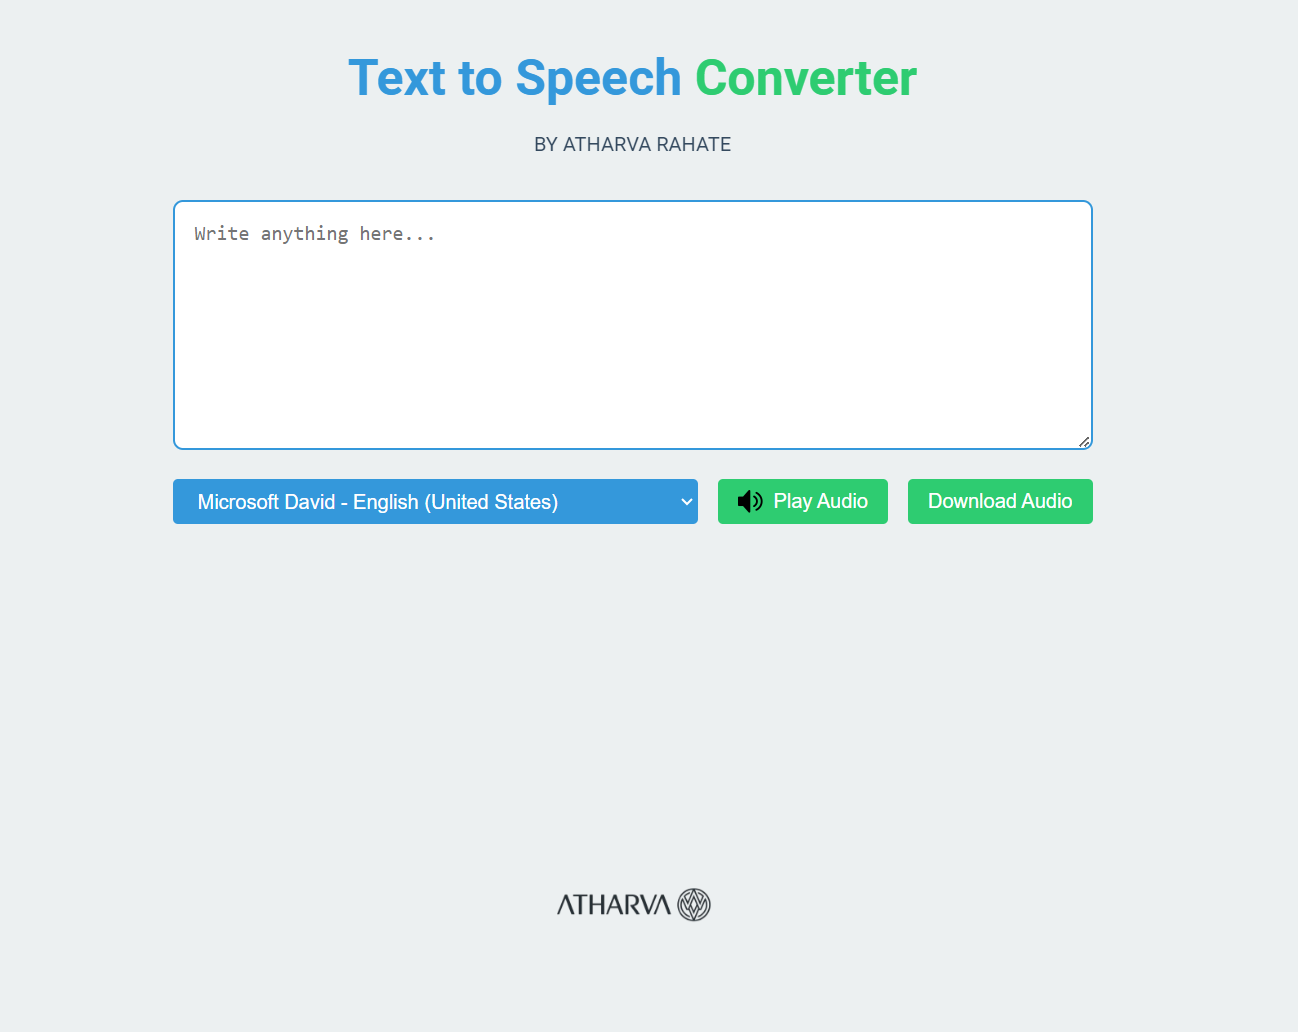 Text to Speech Converter
BY ATHARVA RAHATE
Write anything here...
Microsoft David - English (United States)
Play Audio
Download Audio
ATHARVA